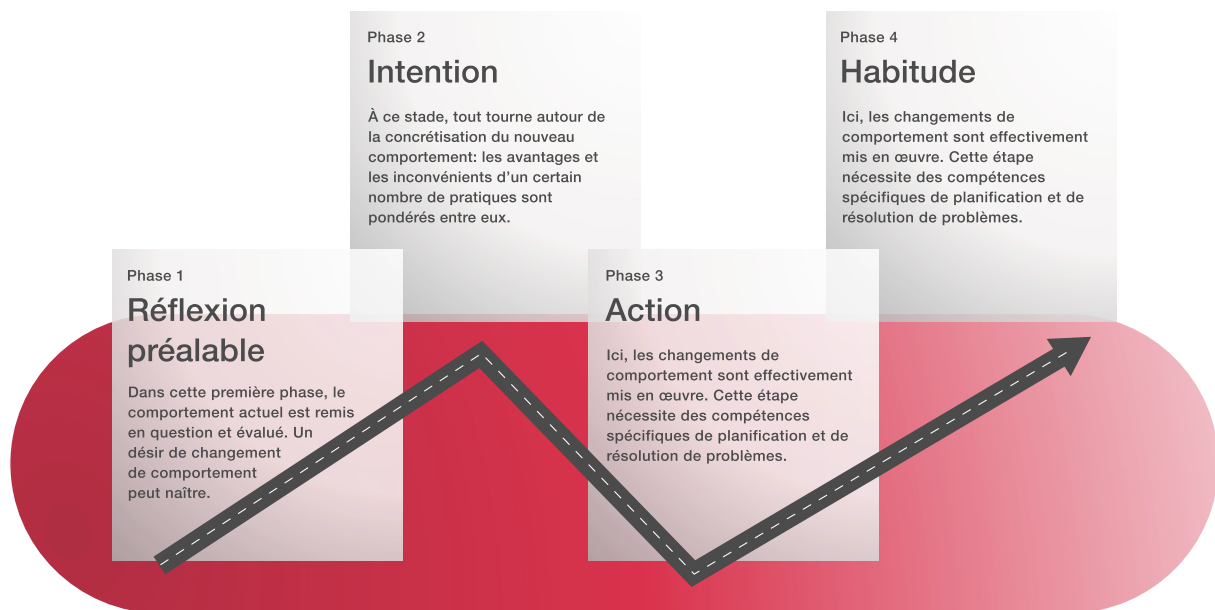 Phase 1
Réflexion
préalable
Dans cette première phase, le
comportement actuel est remis
en question et évalué. Un
désir de changement
de comportement
peut naître.
Phase 2
Intention
À ce stade, tout tourne autour de
la concrétisation du nouveau
comportement: les avantages et
les inconvénients d’un certain
nombre de pratiques sont
pondérés entre eux.
Phase 3
Action
Ici, les changements de
comportement sont effectivement
mis en œuvre. Cette étape
nécessite des compétences
spécifiques de planification et de
résolution de problèmes.
Phase 4
Habitude
Ici, les changements de
comportement sont effectivement
mis en œuvre. Cette étape
nécessite des compétences
spécifiques de planification et de
résolution de problèmes.